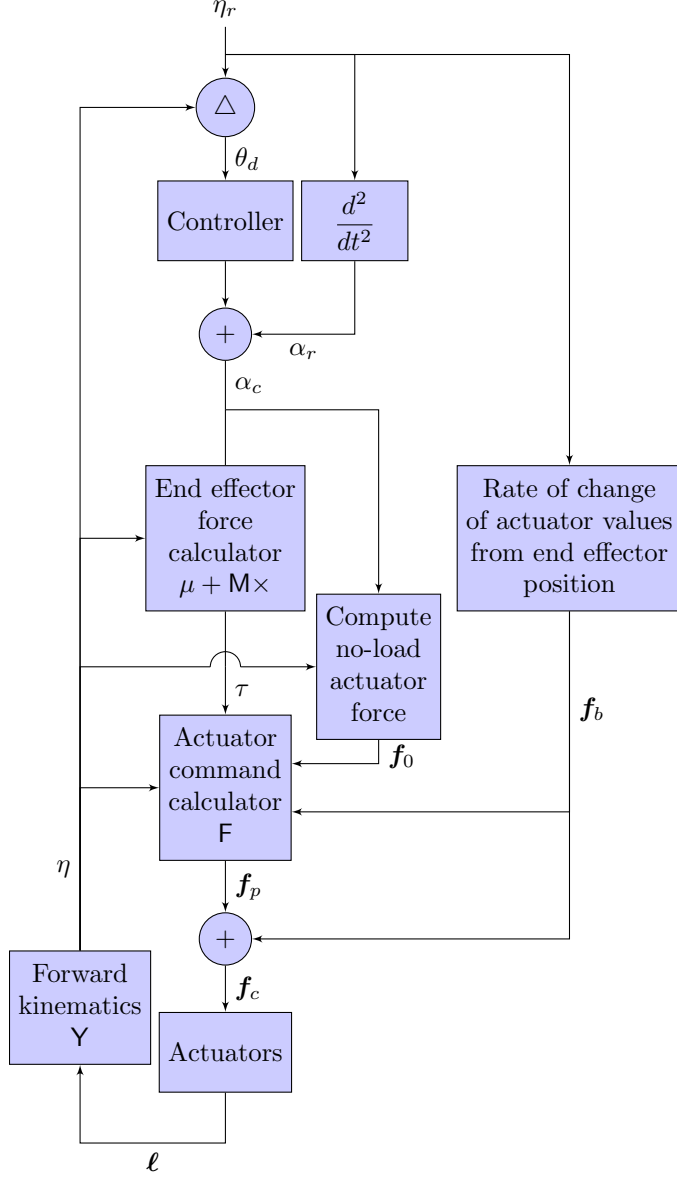 η_r
△
θ_d
Controller
d²
dt²
+
α_r
α_c
End effector
force
calculator
μ + M×
Rate of change
of actuator values
from end effector
position
Compute
no-load
actuator
force
τ
f_b
f_0
Actuator
command
calculator
F
η
f_p
+
Forward
kinematics
Y
f_c
Actuators
ℓ